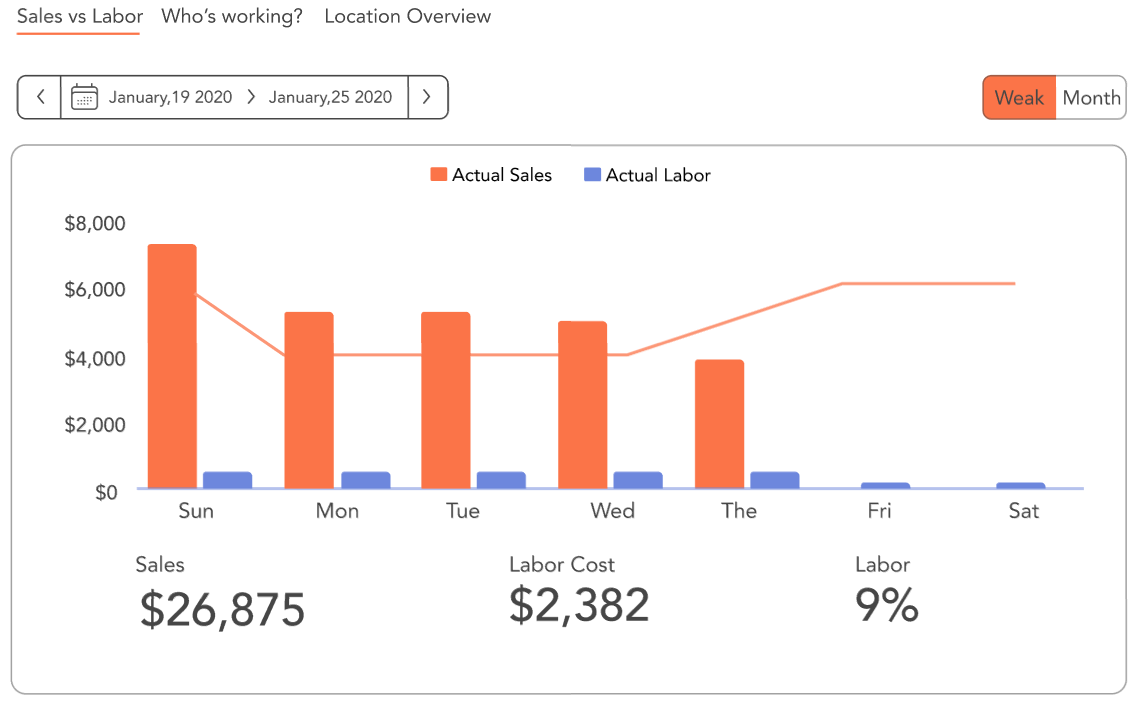 Sales vs Labor Who's working? Location Overview
January,19 2020 January,25 2020
Weak Month
Actual Sales Actual Labor
$8,000
$6,000
$4,000
$2,000
$0
Sun Mon Tue Wed The Fri Sat
Sales Labor Cost Labor
$26,875 $2,382 9%